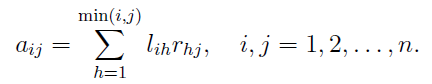 a_{ij} = \sum_{h=1}^{\min(i,j)} l_{ih} r_{hj}, \quad i, j = 1, 2, \ldots, n.